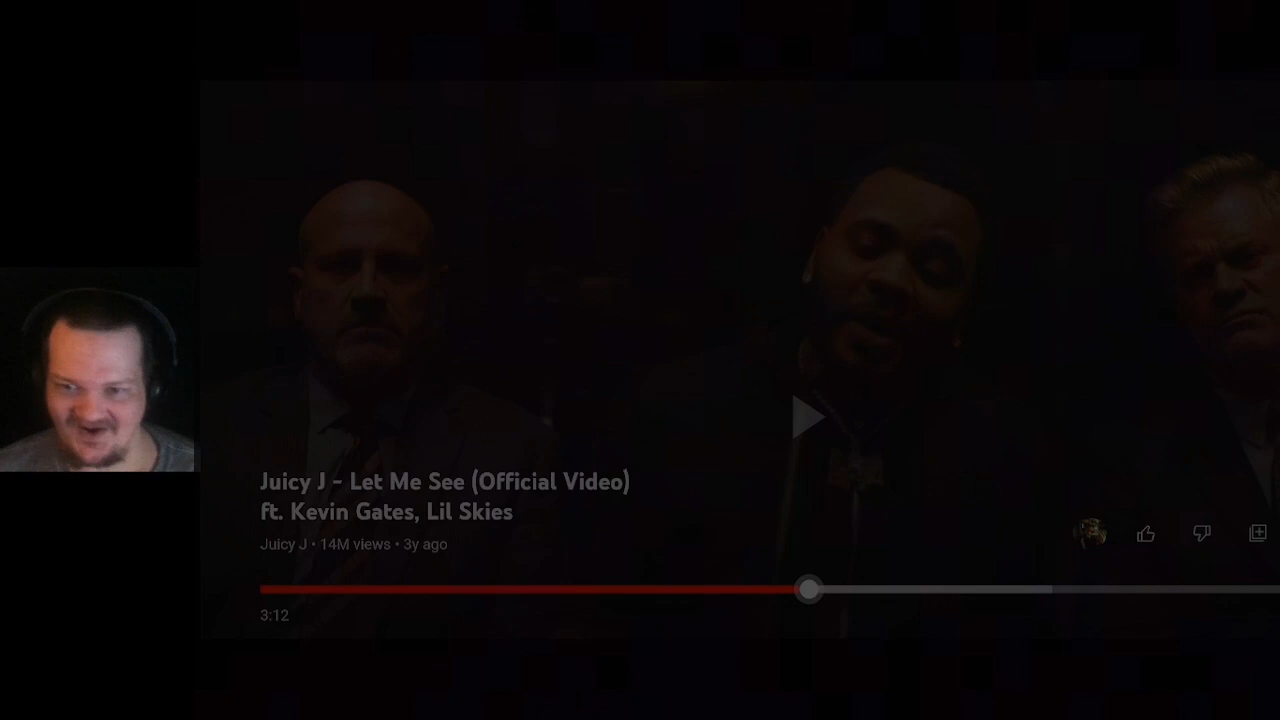 Juicy J - Let Me See (Official Video)
ft. Kevin Gates, Lil Skies
Juicy J • 14M views • 3y ago
3:12